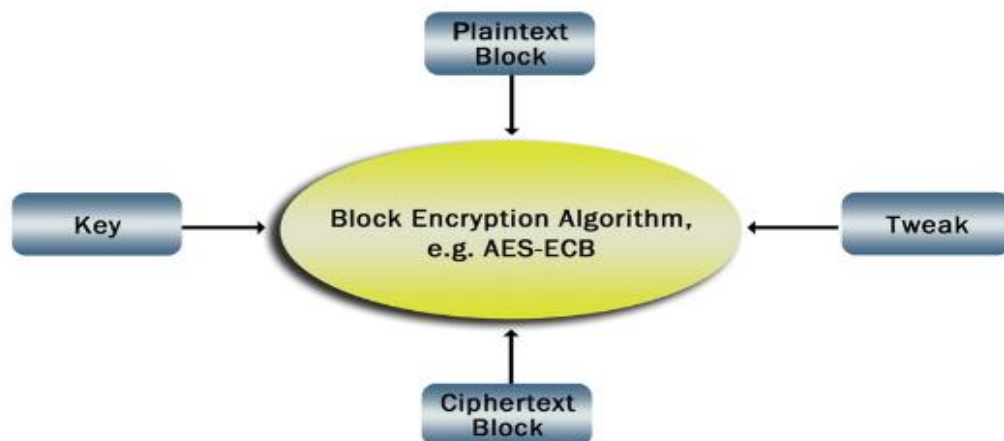 Plaintext
Block
Key
Block Encryption Algorithm,
e.g. AES-ECB
Tweak
Ciphertext
Block